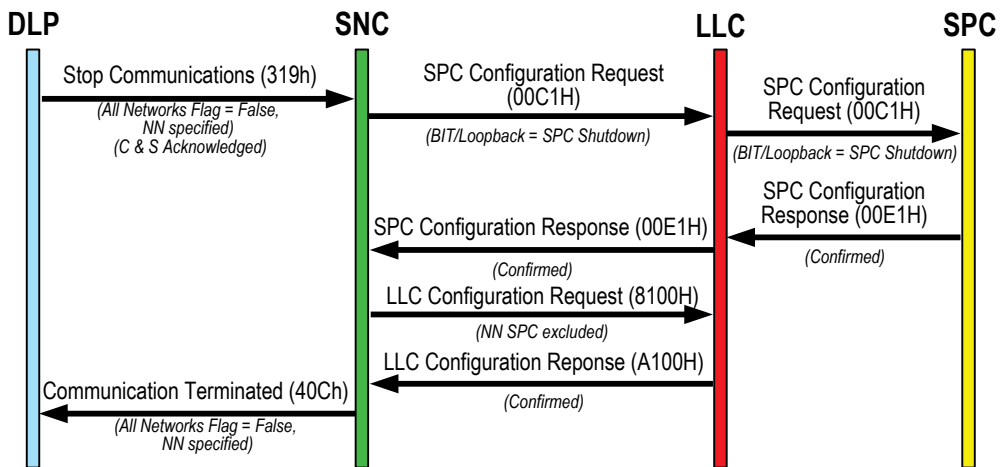 DLP
SNC
LLC
SPC
Stop Communications (319h)
(All Networks Flag = False,
NN specified)
(C & S Acknowledged)
SPC Configuration Request
(00C1H)
(BIT/Loopback = SPC Shutdown)
SPC Configuration
Request (00C1H)
(BIT/Loopback = SPC Shutdown)
SPC Configuration
Response (00E1H)
(Confirmed)
SPC Configuration Response (00E1H)
(Confirmed)
LLC Configuration Request (8100H)
(NN SPC excluded)
LLC Configuration Reponse (A100H)
(Confirmed)
Communication Terminated (40Ch)
(All Networks Flag = False,
NN specified)